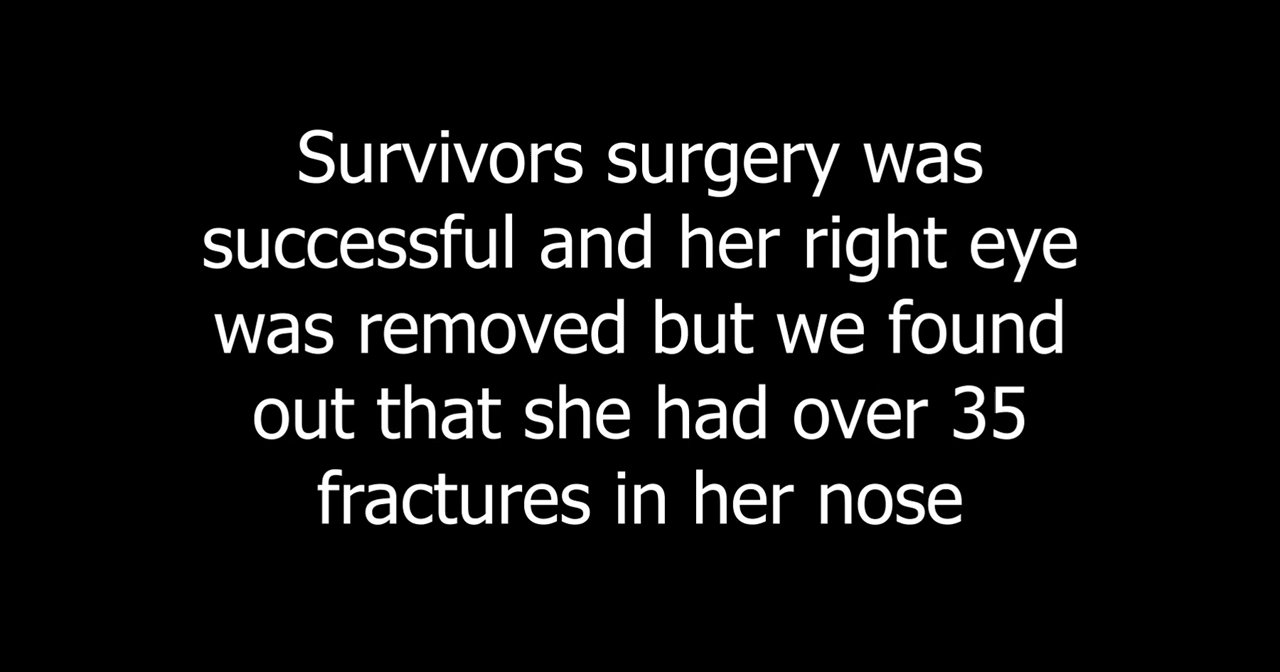 Survivors surgery was
successful and her right eye
was removed but we found
out that she had over 35
fractures in her nose